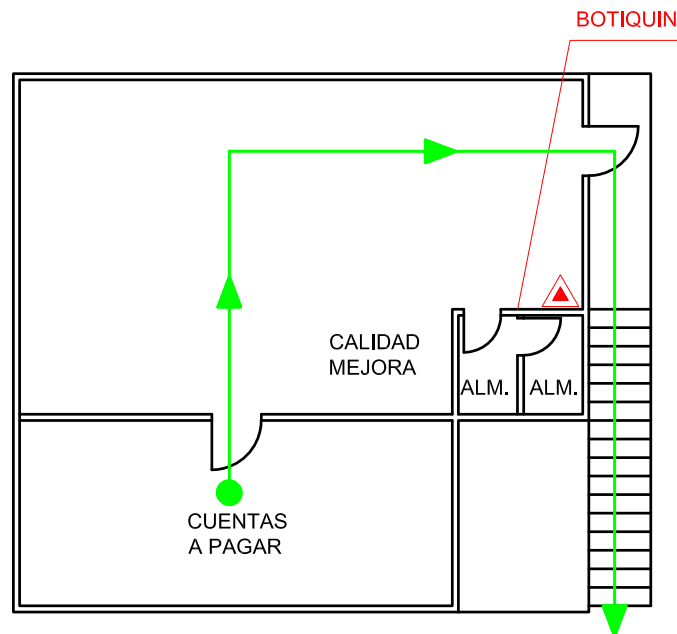 BOTIQUIN
CALIDAD
MEJORA
ALM.
ALM.
CUENTAS
A PAGAR